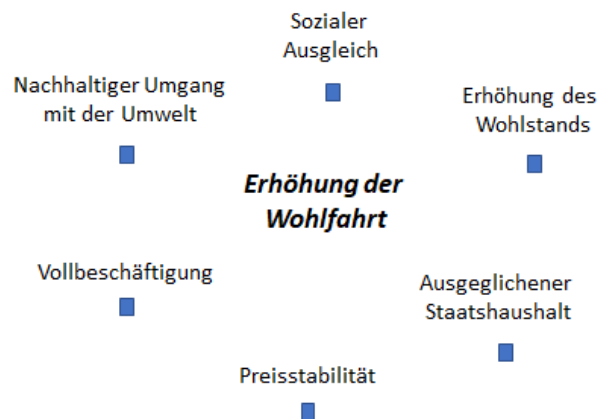 Sozialer
Ausgleich
Nachhaltiger Umgang
mit der Umwelt
Erhöhung des
Wohlstands
Erhöhung der
Wohlfahrt
Vollbeschäftigung
Ausgeglichener
Staatshaushalt
Preisstabilität